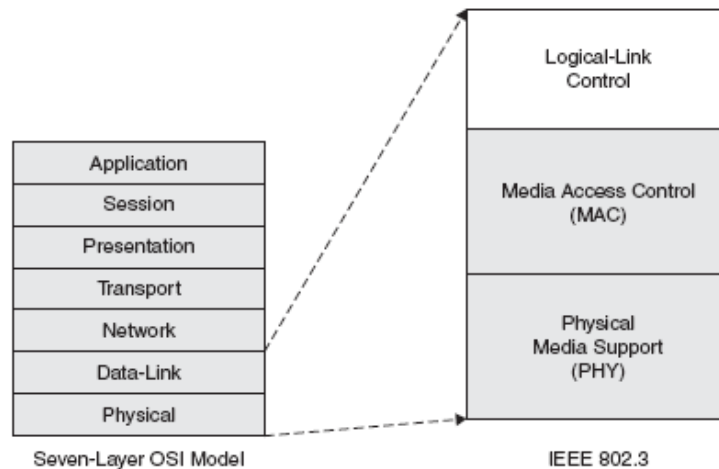 Application
Session
Presentation
Transport
Network
Data-Link
Physical
Seven-Layer OSI Model
Logical-Link
Control
Media Access Control
(MAC)
Physical
Media Support
(PHY)
IEEE 802.3